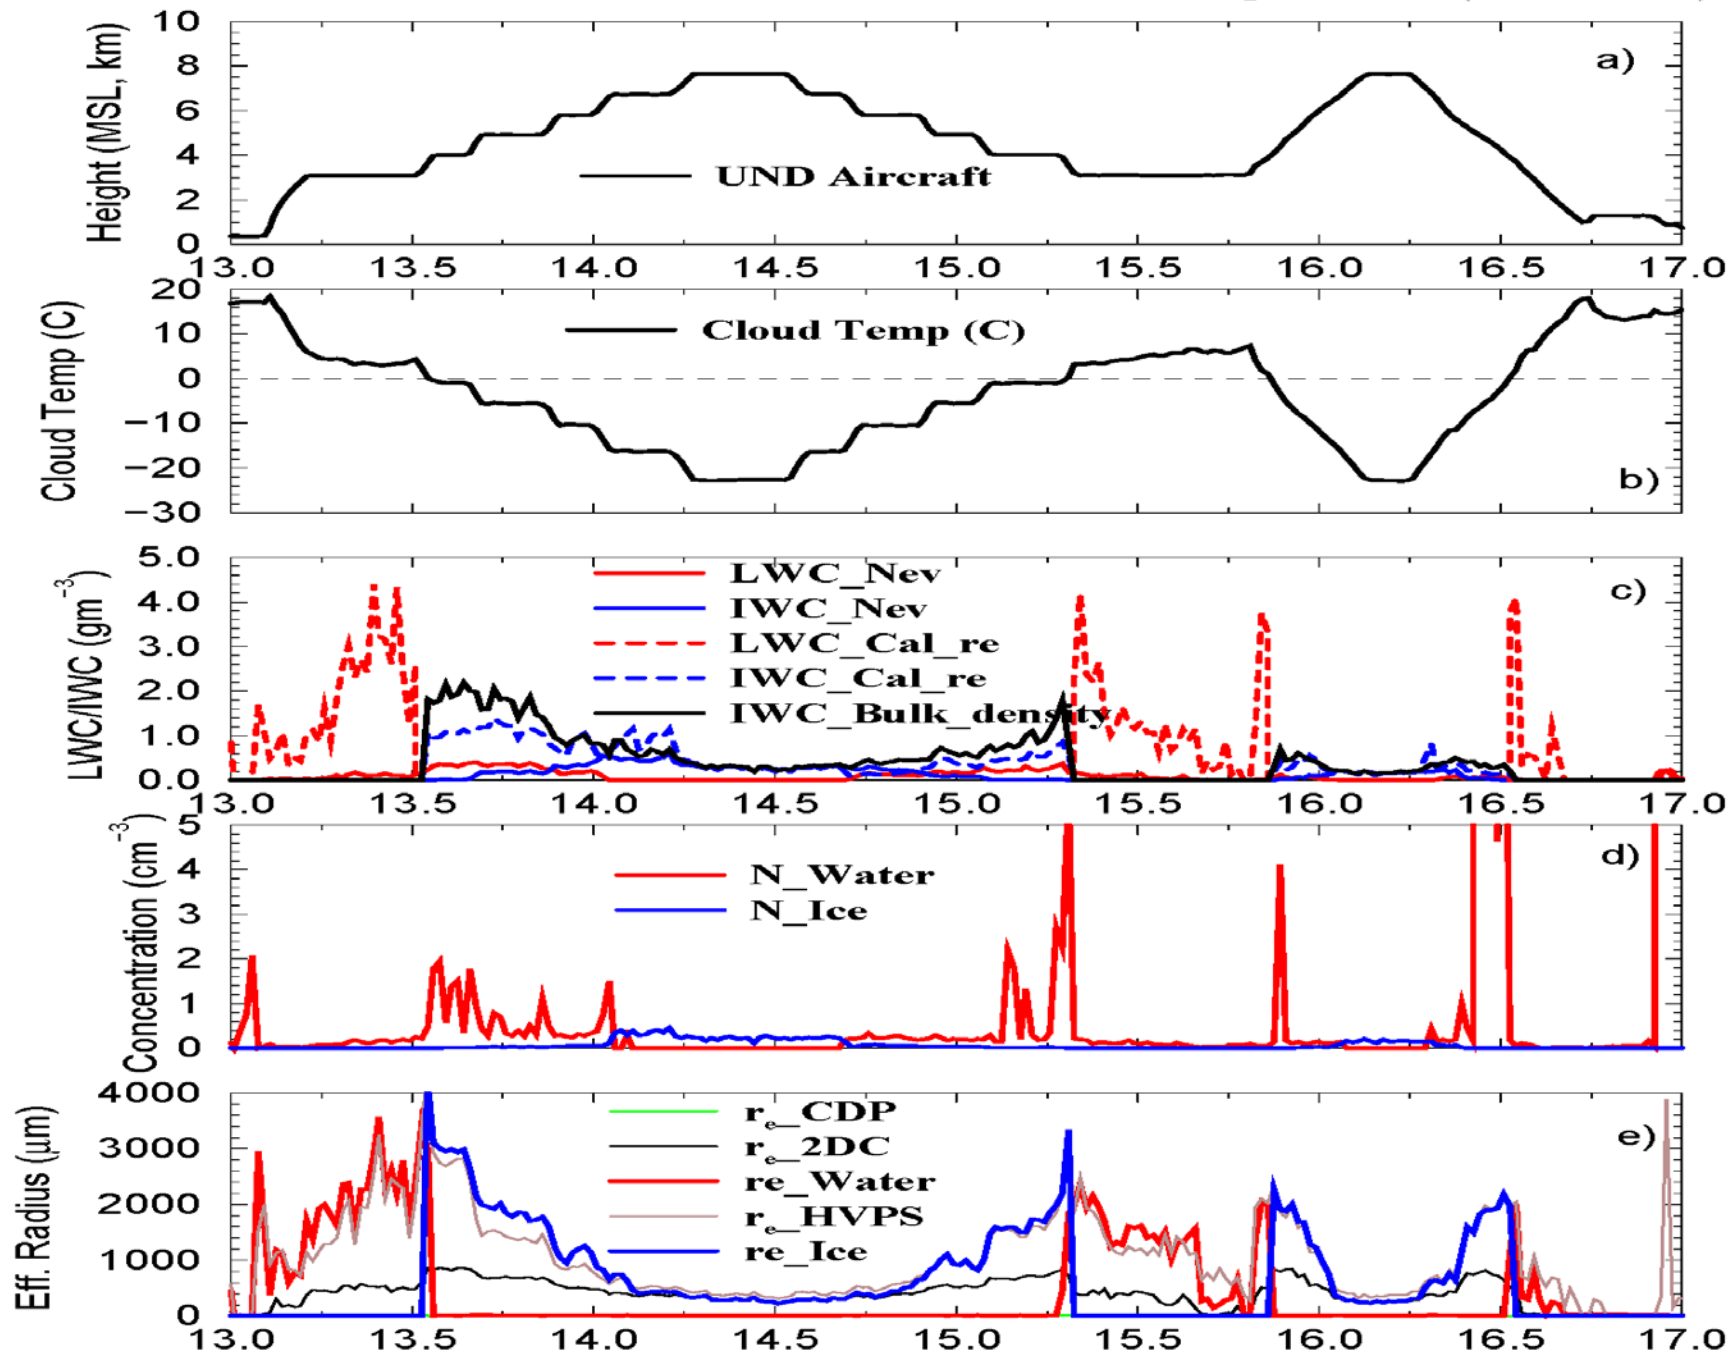 10
8
6
4
2
0
Height (MSL, km)
a)
UND Aircraft
13.0 13.5 14.0 14.5 15.0 15.5 16.0 16.5 17.0
20
10
0
−10
−20
−30
Cloud Temp (C)
Cloud Temp (C)
b)
5.0
4.0
3.0
2.0
1.0
0.0
LWC/IWC (gm⁻³)
LWC_Nev
IWC_Nev
LWC_Cal_re
IWC_Cal_re
IWC_Bulk_density
c)
13.0 13.5 14.0 14.5 15.0 15.5 16.0 16.5 17.0
5
4
3
2
1
0
Concentration (cm⁻³)
N_Water
N_Ice
d)
4000
3000
2000
1000
0
Eff. Radius (μm)
rₑ_CDP
rₑ_2DC
re_Water
rₑ_HVPS
re_Ice
e)
13.0 13.5 14.0 14.5 15.0 15.5 16.0 16.5 17.0